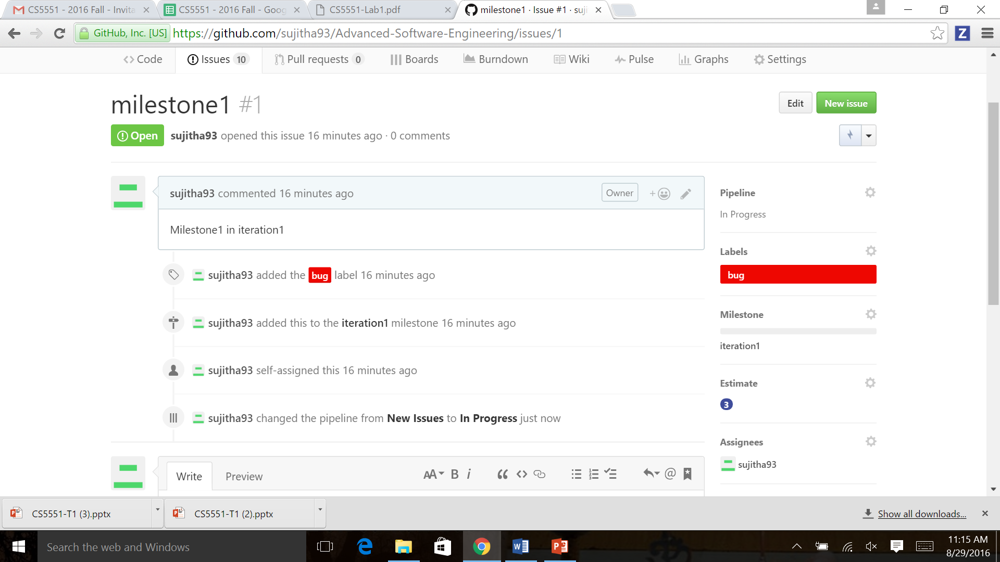 CS5551 - 2016 Fall - Invita
CS5551 - 2016 Fall - Goog
CS5551-Lab1.pdf
milestone1 · Issue #1 · suj
GitHub, Inc. [US] https://github.com/sujitha93/Advanced-Software-Engineering/issues/1
Z
Code
Issues 10
Pull requests 0
Boards
Burndown
Wiki
Pulse
Graphs
Settings
milestone1 #1
Edit
New issue
Open
sujitha93 opened this issue 16 minutes ago · 0 comments
sujitha93 commented 16 minutes ago
Owner
Milestone1 in iteration1
sujitha93 added the bug label 16 minutes ago
sujitha93 added this to the iteration1 milestone 16 minutes ago
sujitha93 self-assigned this 16 minutes ago
sujitha93 changed the pipeline from New Issues to In Progress just now
Pipeline
In Progress
Labels
bug
Milestone
iteration1
Estimate
3
Assignees
sujitha93
Write
Preview
AA B i
CS5551-T1 (3).pptx
CS5551-T1 (2).pptx
Show all downloads...
Search the web and Windows
11:15 AM
8/29/2016